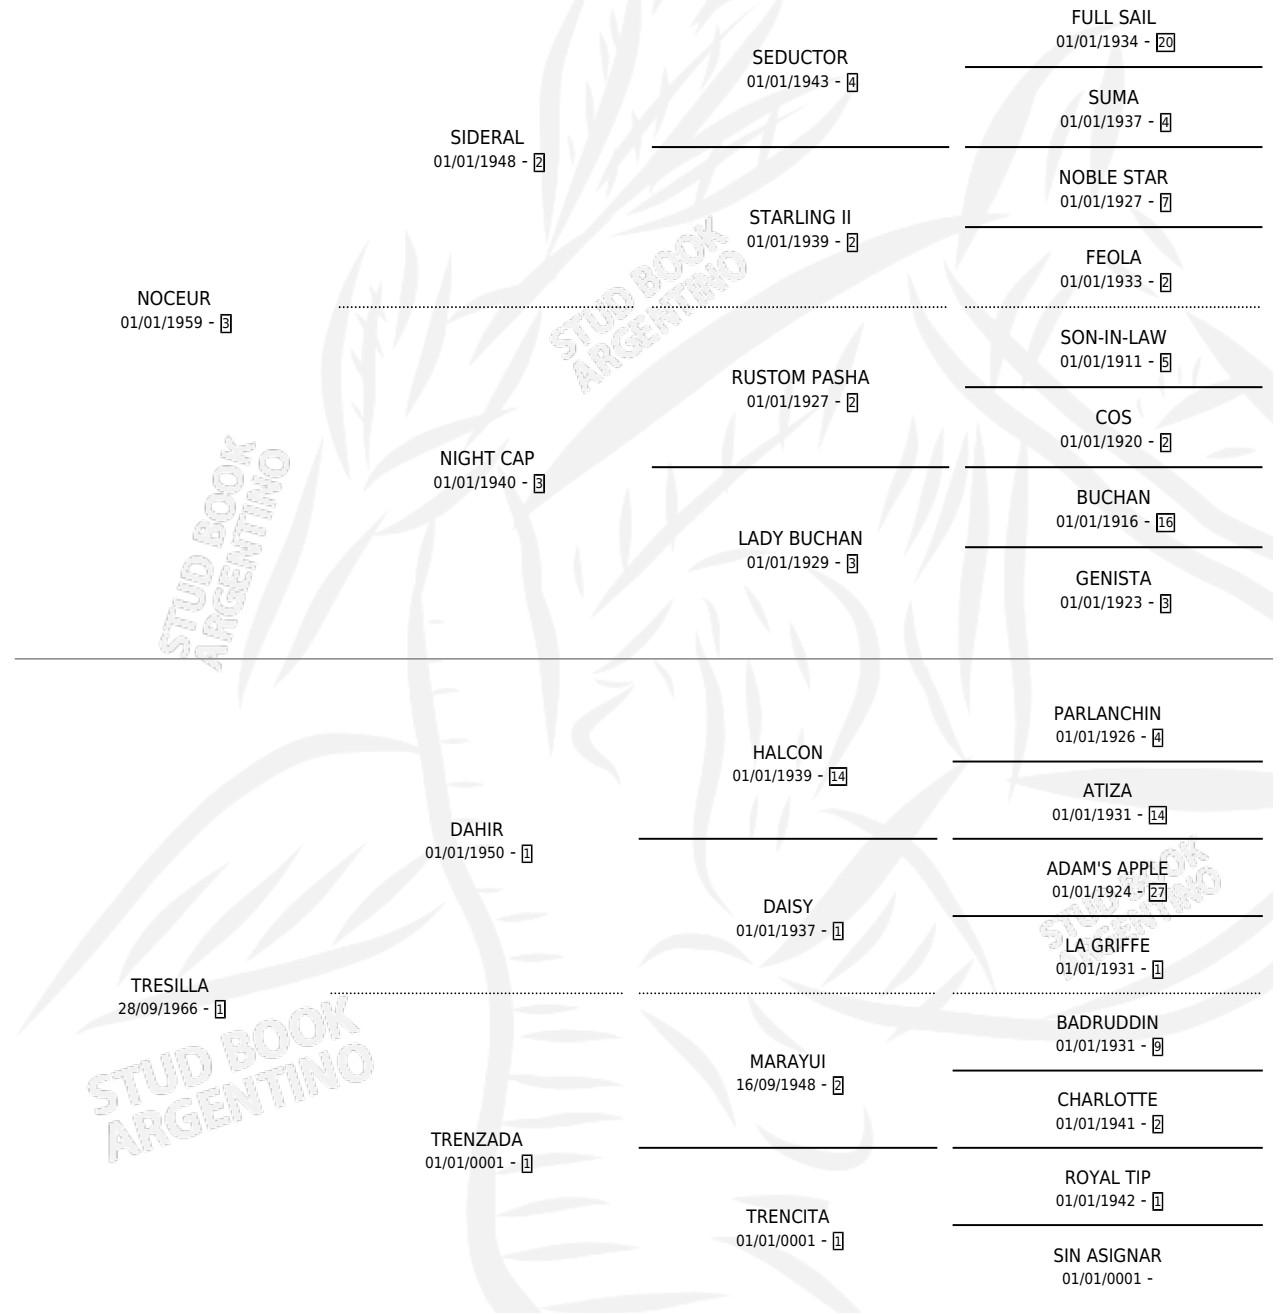 FULL SAIL
01/01/1934 - 20
SEDUCTOR
01/01/1943 - 4
SUMA
01/01/1937 - 4
SIDERAL
01/01/1948 - 2
NOBLE STAR
01/01/1927 - 7
STARLING II
01/01/1939 - 2
FEOLA
01/01/1933 - 2
NOCEUR
01/01/1959 - 3
SON-IN-LAW
01/01/1911 - 5
RUSTOM PASHA
01/01/1927 - 2
COS
01/01/1920 - 2
NIGHT CAP
01/01/1940 - 3
BUCHAN
01/01/1916 - 16
LADY BUCHAN
01/01/1929 - 3
GENISTA
01/01/1923 - 3
PARLANCHIN
01/01/1926 - 4
HALCON
01/01/1939 - 14
ATIZA
01/01/1931 - 14
DAHIR
01/01/1950 - 1
ADAM'S APPLE
01/01/1924 - 27
DAISY
01/01/1937 - 1
LA GRIFFE
01/01/1931 - 1
TRESILLA
28/09/1966 - 1
BADRUDDIN
01/01/1931 - 9
MARAYUI
16/09/1948 - 2
CHARLOTTE
01/01/1941 - 2
TRENZADA
01/01/0001 - 1
ROYAL TIP
01/01/1942 - 1
TRENCITA
01/01/0001 - 1
SIN ASIGNAR
01/01/0001 -
STUD BOOK
ARGENTINO
STUD BOOK
ARGENTINO
STUD BOOK
ARGENTINO
STUD BOOK
ARGENTINO